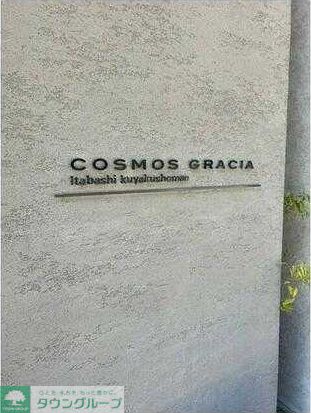 COSMOS GRACIA
Itabashi kuyakushomae
タウングループ